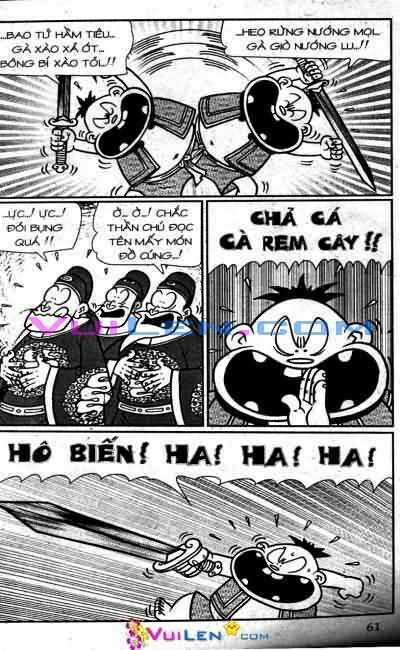 ...BAO TỬ HẦM TIÊU...
GÀ XÀO XẢ ỚT...
BÔNG BÍ XÀO TỎI...!!
...HEO RỪNG NƯỚNG MỌI...
GÀ GIÒ NƯỚNG LU...!!
...ỰC...! ỰC...!
ĐÓI BỤNG
QUÁ !!
Ờ... Ờ...! CHẮC
THẦN CHÚ ĐỌC
TÊN MẤY MÓN
ĐỒ CÚNG...!
CHẢ CÁ
CÀ REM CÂY !!
VUILEN.COM
HÔ BIẾN! HA! HA! HA!
61
VUILEN.COM